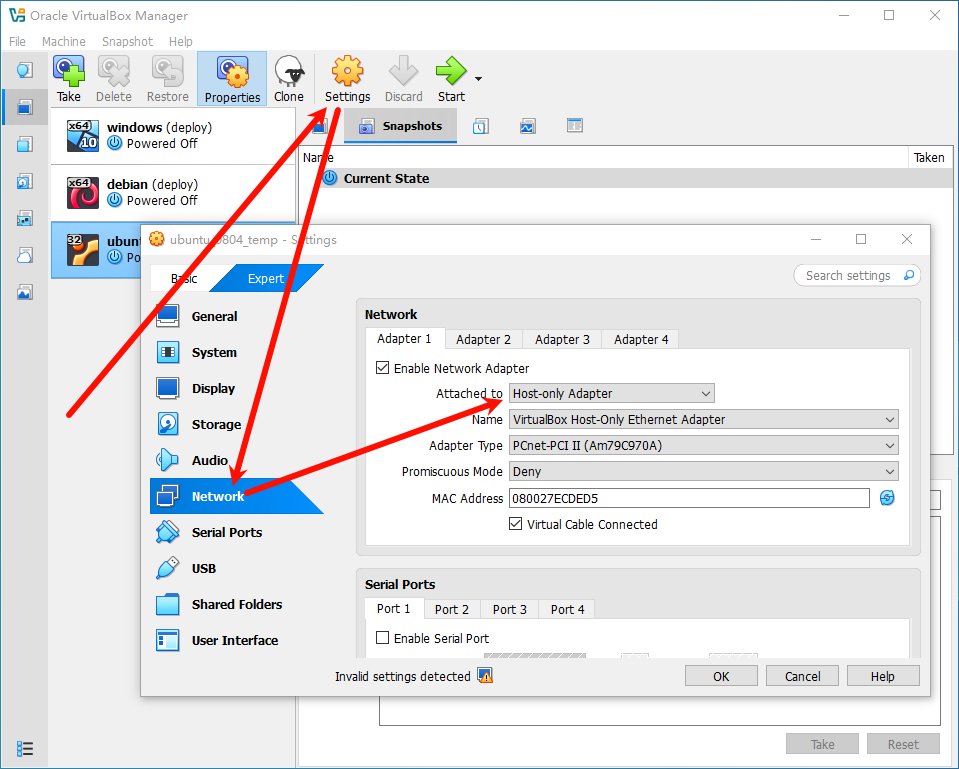 Oracle VirtualBox Manager
File Machine Snapshot Help
Take Delete Restore Properties Clone Settings Discard Start
x64 10 windows (deploy)
Powered Off
x64 debian (deploy)
Powered Off
32
Snapshots
Name Taken
Current State
Settings
Basic Expert
Search settings
General
System
Display
Storage
Audio
Network
Serial Ports
USB
Shared Folders
User Interface
Network
Adapter 1 Adapter 2 Adapter 3 Adapter 4
Enable Network Adapter
Attached to Host-only Adapter
Name VirtualBox Host-Only Ethernet Adapter
Adapter Type PCnet-PCI II (Am79C970A)
Promiscuous Mode Deny
MAC Address 080027ECDED5
Virtual Cable Connected
Serial Ports
Port 1 Port 2 Port 3 Port 4
Enable Serial Port
Invalid settings detected OK Cancel Help
Take Reset